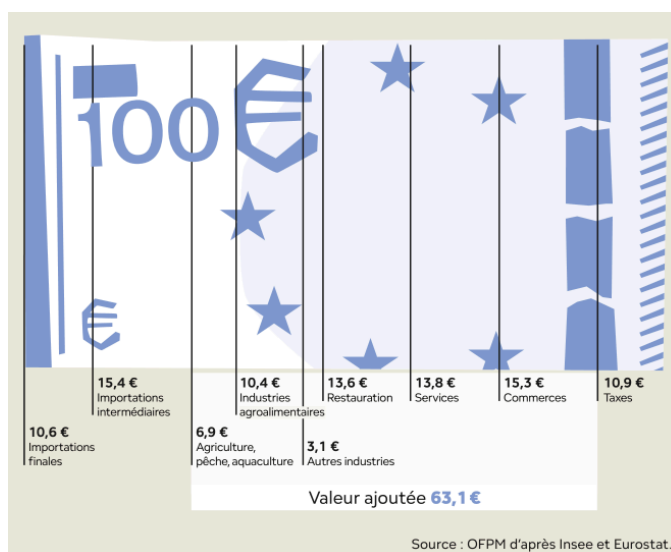 100 €
€
10,6 €
Importations
finales
15,4 €
Importations
intermédiaires
6,9 €
Agriculture,
pêche, aquaculture
10,4 €
Industries
agroalimentaires
3,1 €
Autres industries
13,6 €
Restauration
13,8 €
Services
15,3 €
Commerces
10,9 €
Taxes
Valeur ajoutée 63,1 €
Source : OFPM d'après Insee et Eurostat.